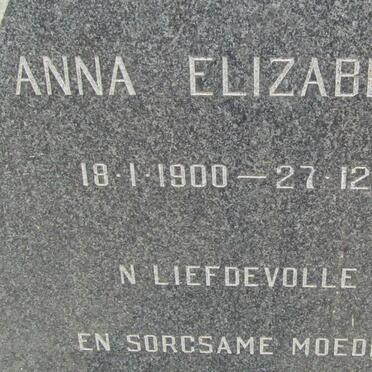 ANNA ELIZAB
18·1·1900 — 27·12
N LIEFDEVOLLE
EN SORGSAME MOED